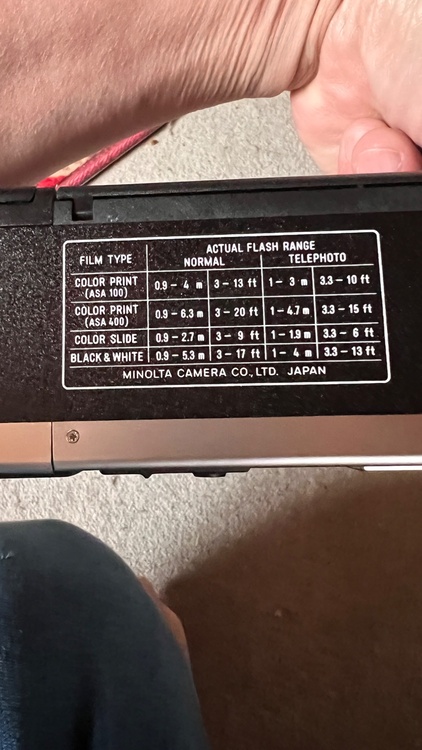 ACTUAL FLASH RANGE
FILM TYPE NORMAL TELEPHOTO
COLOR PRINT (ASA 100) 0.9 – 4 m 3 – 13 ft 1 – 3 m 3.3 – 10 ft
COLOR PRINT (ASA 400) 0.9 – 6.3 m 3 – 20 ft 1 – 4.7 m 3.3 – 15 ft
COLOR SLIDE 0.9 – 2.7 m 3 – 9 ft 1 – 1.9 m 3.3 – 6 ft
BLACK & WHITE 0.9 – 5.3 m 3 – 17 ft 1 – 4 m 3.3 – 13 ft
MINOLTA CAMERA CO., LTD. JAPAN